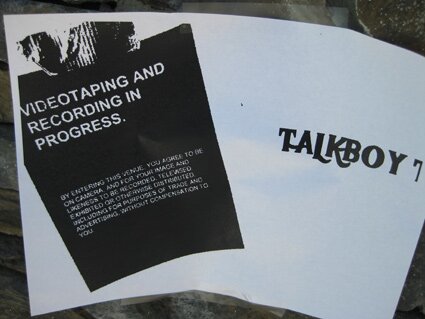 VIDEOTAPING AND
RECORDING IN
PROGRESS.
BY ENTERING THIS VENUE, YOU AGREE TO BE
ON CAMERA AND FOR YOUR IMAGE AND
LIKENESS TO BE RECORDED, TELEVISED
EXHIBITED OR OTHERWISE DISTRIBUTED,
INCLUDING FOR PURPOSES OF TRADE AND
ADVERTISING, WITHOUT COMPENSATION TO
YOU
TALKBOY